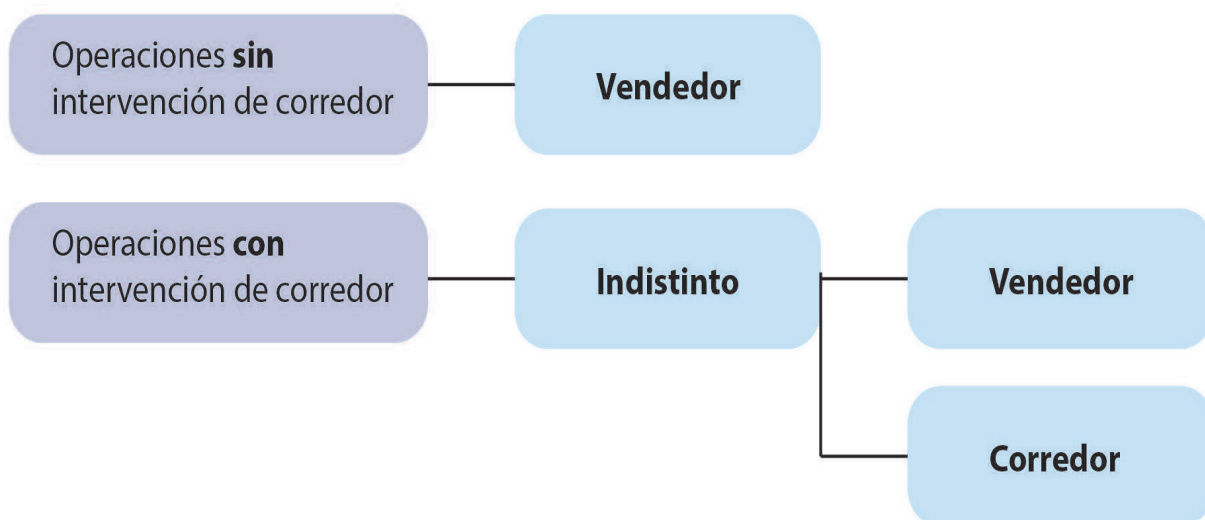 Operaciones sin
intervención de corredor
Vendedor
Operaciones con
intervención de corredor
Indistinto
Vendedor
Corredor